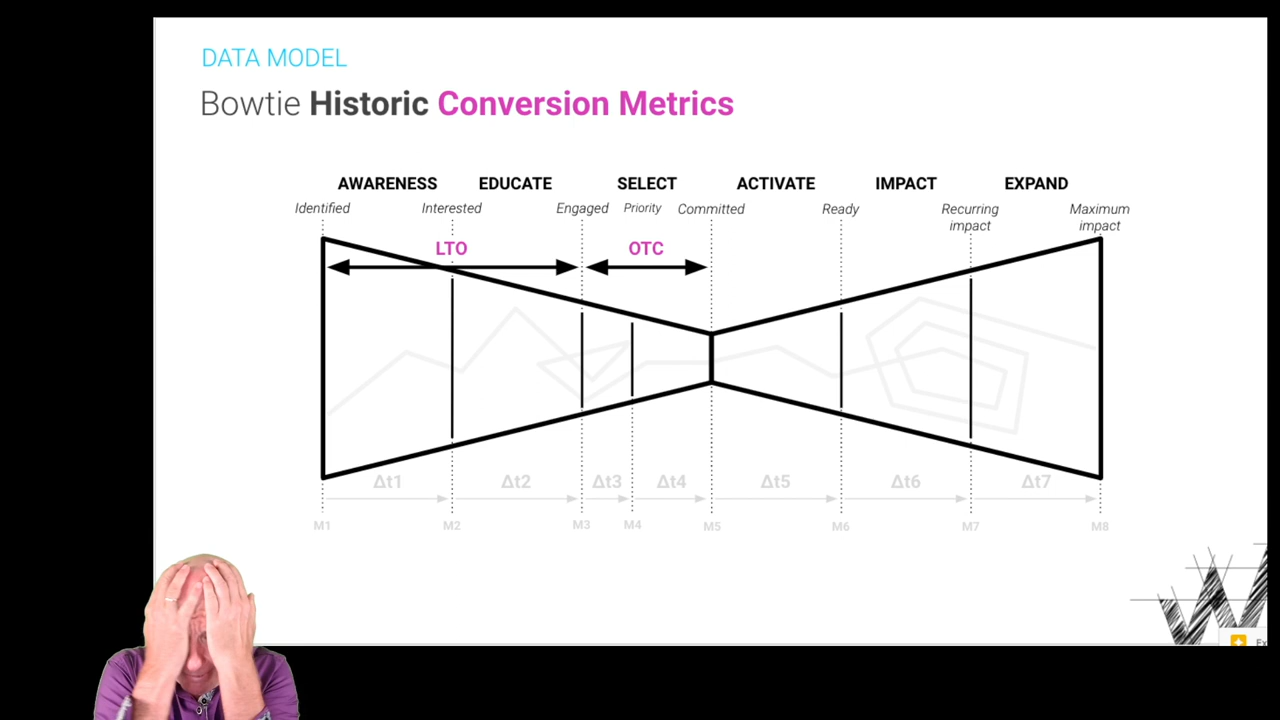 DATA MODEL
Bowtie Historic Conversion Metrics
AWARENESS EDUCATE SELECT ACTIVATE IMPACT EXPAND
Identified Interested Engaged Priority Committed Ready Recurring impact Maximum impact
LTO OTC
Δt1 Δt2 Δt3 Δt4 Δt5 Δt6 Δt7
M1 M2 M3 M4 M5 M6 M7 M8
W